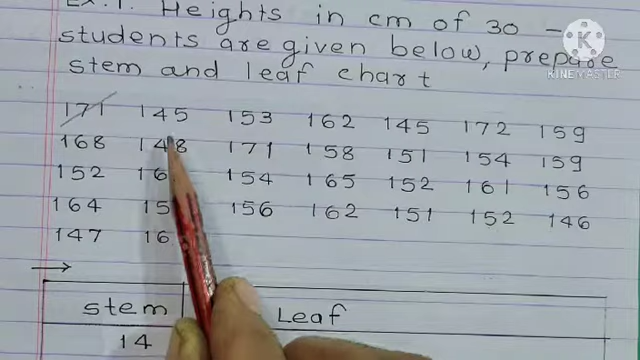 Ex.1. Heights in cm of 30 -
students are given below, prepare
stem and leaf chart
171 145 153 162 145 172 159
168 148 171 158 151 154 159
152 154 165 152 161 156
164 156 162 151 152 146
147
→
stem Leaf
14
KINEMASTER